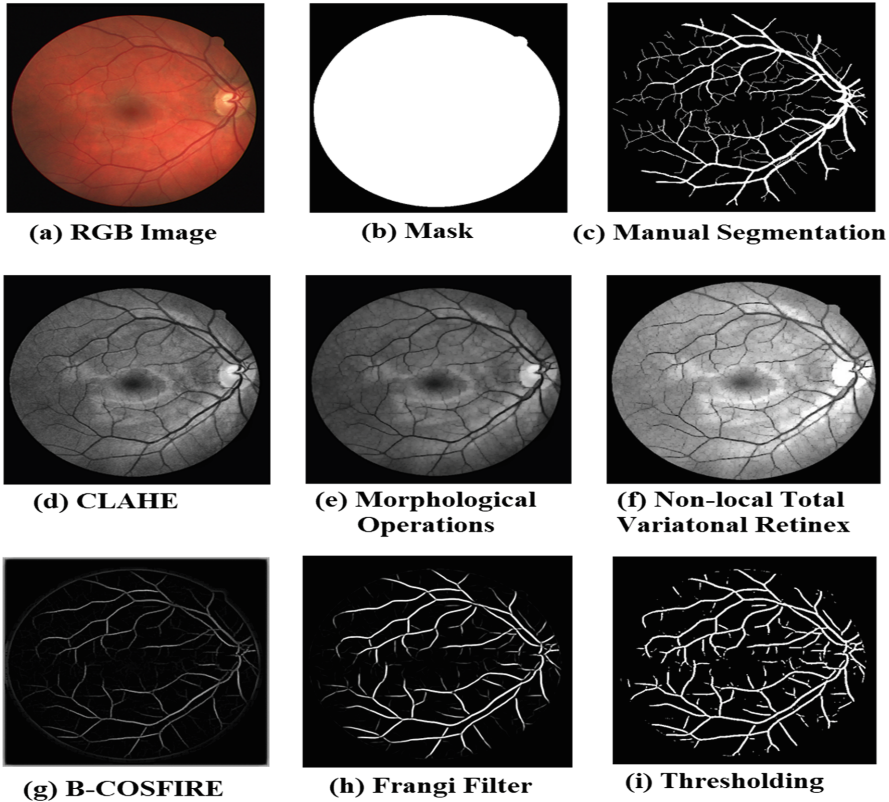 (a) RGB Image
(b) Mask
(c) Manual Segmentation
(d) CLAHE
(e) Morphological
Operations
(f) Non-local Total
Variatonal Retinex
(g) B-COSFIRE
(h) Frangi Filter
(i) Thresholding